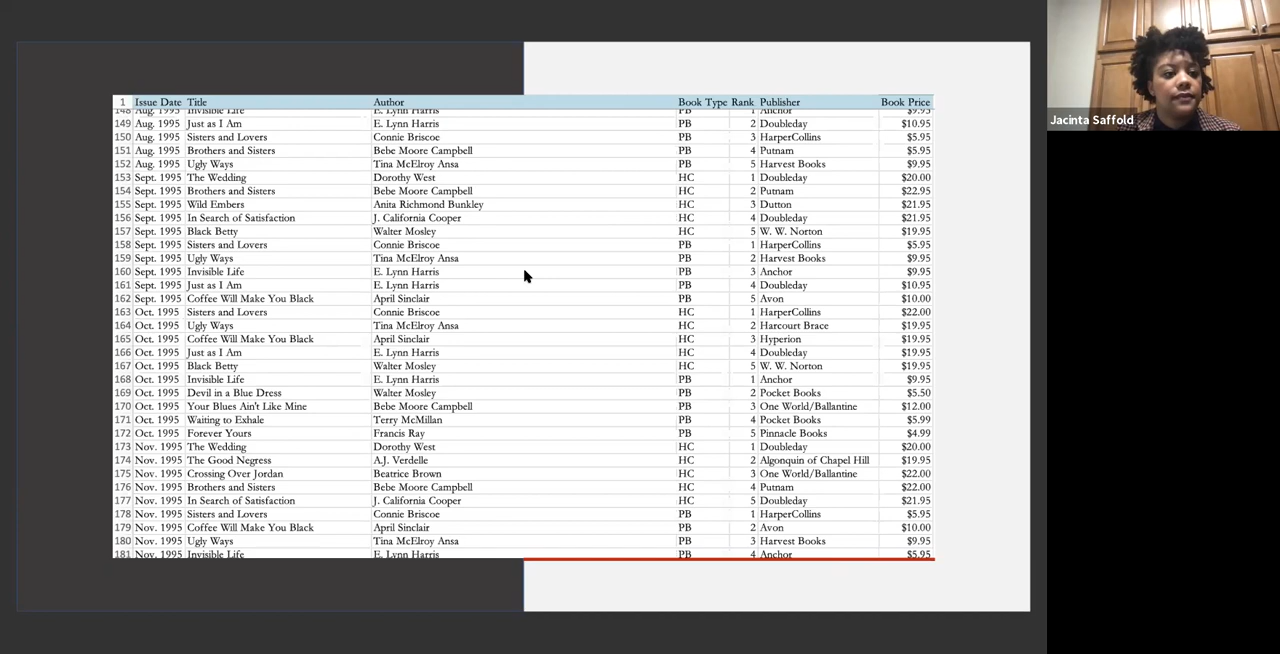 1 Issue Date Title Author Book Type Rank Publisher Book Price
148 Aug. 1995 Invisible Life E. Lynn Harris PB 1 Anchor $9.95
149 Aug. 1995 Just as I Am E. Lynn Harris PB 2 Doubleday $10.95
150 Aug. 1995 Sisters and Lovers Connie Briscoe PB 3 HarperCollins $5.95
151 Aug. 1995 Brothers and Sisters Bebe Moore Campbell PB 4 Putnam $5.95
152 Aug. 1995 Ugly Ways Tina McElroy Ansa PB 5 Harvest Books $9.95
153 Sept. 1995 The Wedding Dorothy West HC 1 Doubleday $20.00
154 Sept. 1995 Brothers and Sisters Bebe Moore Campbell HC 2 Putnam $22.95
155 Sept. 1995 Wild Embers Anita Richmond Bunkley HC 3 Dutton $21.95
156 Sept. 1995 In Search of Satisfaction J. California Cooper HC 4 Doubleday $21.95
157 Sept. 1995 Black Betty Walter Mosley HC 5 W. W. Norton $19.95
158 Sept. 1995 Sisters and Lovers Connie Briscoe PB 1 HarperCollins $5.95
159 Sept. 1995 Ugly Ways Tina McElroy Ansa PB 2 Harvest Books $9.95
160 Sept. 1995 Invisible Life E. Lynn Harris PB 3 Anchor $9.95
161 Sept. 1995 Just as I Am E. Lynn Harris PB 4 Doubleday $10.95
162 Sept. 1995 Coffee Will Make You Black April Sinclair PB 5 Avon $10.00
163 Oct. 1995 Sisters and Lovers Connie Briscoe HC 1 HarperCollins $22.00
164 Oct. 1995 Ugly Ways Tina McElroy Ansa HC 2 Harcourt Brace $19.95
165 Oct. 1995 Coffee Will Make You Black April Sinclair HC 3 Hyperion $19.95
166 Oct. 1995 Just as I Am E. Lynn Harris HC 4 Doubleday $19.95
167 Oct. 1995 Black Betty Walter Mosley HC 5 W. W. Norton $19.95
168 Oct. 1995 Invisible Life E. Lynn Harris PB 1 Anchor $9.95
169 Oct. 1995 Devil in a Blue Dress Walter Mosley PB 2 Pocket Books $5.50
170 Oct. 1995 Your Blues Ain't Like Mine Bebe Moore Campbell PB 3 One World/Ballantine $12.00
171 Oct. 1995 Waiting to Exhale Terry McMillan PB 4 Pocket Books $5.99
172 Oct. 1995 Forever Yours Francis Ray PB 5 Pinnacle Books $4.99
173 Nov. 1995 The Wedding Dorothy West HC 1 Doubleday $20.00
174 Nov. 1995 The Good Negress A.J. Verdelle HC 2 Algonquin of Chapel Hill $19.95
175 Nov. 1995 Crossing Over Jordan Beatrice Brown HC 3 One World/Ballantine $22.00
176 Nov. 1995 Brothers and Sisters Bebe Moore Campbell HC 4 Putnam $22.00
177 Nov. 1995 In Search of Satisfaction J. California Cooper HC 5 Doubleday $21.95
178 Nov. 1995 Sisters and Lovers Connie Briscoe PB 1 HarperCollins $5.95
179 Nov. 1995 Coffee Will Make You Black April Sinclair PB 2 Avon $10.00
180 Nov. 1995 Ugly Ways Tina McElroy Ansa PB 3 Harvest Books $9.95
181 Nov. 1995 Invisible Life E. Lynn Harris PB 4 Anchor $5.95
Jacinta Saffold